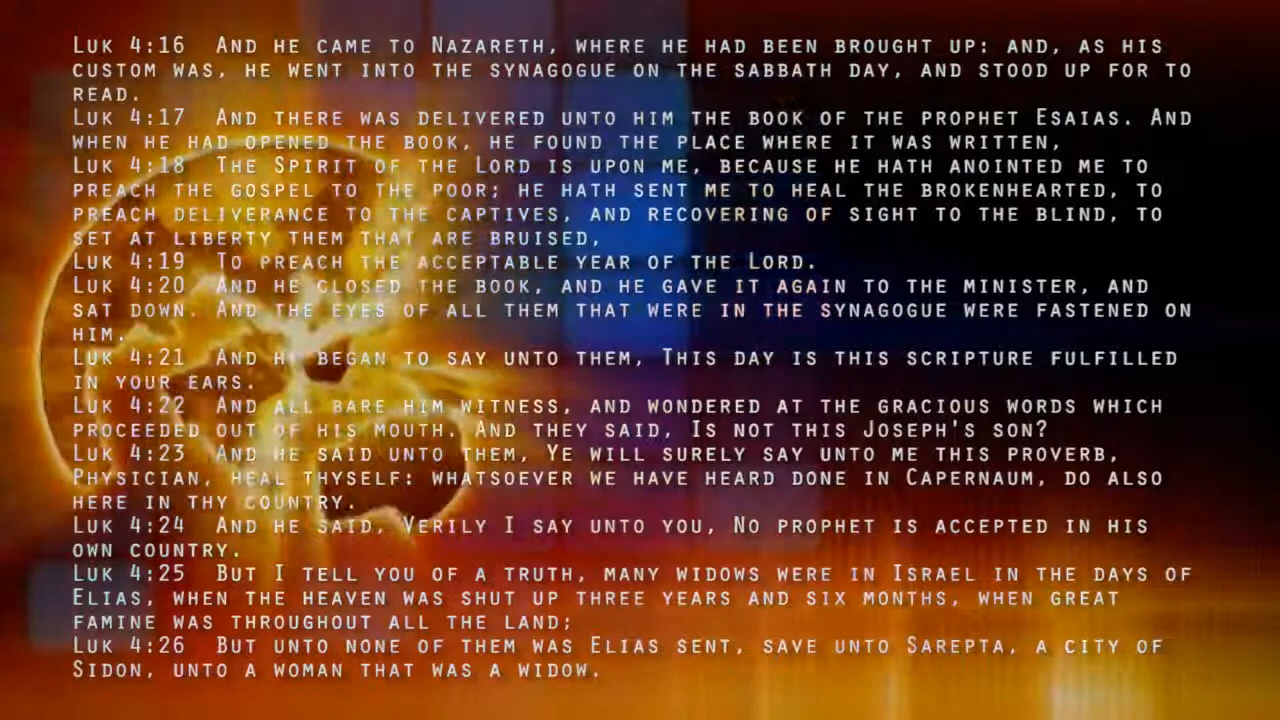 Luk 4:16 And he came to Nazareth, where he had been brought up: and, as his
custom was, he went into the synagogue on the sabbath day, and stood up for to
read.
Luk 4:17 And there was delivered unto him the book of the prophet Esaias. And
when he had opened the book, he found the place where it was written,
Luk 4:18 The Spirit of the Lord is upon me, because he hath anointed me to
preach the gospel to the poor; he hath sent me to heal the brokenhearted, to
preach deliverance to the captives, and recovering of sight to the blind, to
set at liberty them that are bruised,
Luk 4:19 To preach the acceptable year of the Lord.
Luk 4:20 And he closed the book, and he gave it again to the minister, and
sat down. And the eyes of all them that were in the synagogue were fastened on
him.
Luk 4:21 And he began to say unto them, This day is this scripture fulfilled
in your ears.
Luk 4:22 And all bare him witness, and wondered at the gracious words which
proceeded out of his mouth. And they said, Is not this Joseph's son?
Luk 4:23 And he said unto them, Ye will surely say unto me this proverb,
Physician, heal thyself: whatsoever we have heard done in Capernaum, do also
here in thy country.
Luk 4:24 And he said, Verily I say unto you, No prophet is accepted in his
own country.
Luk 4:25 But I tell you of a truth, many widows were in Israel in the days of
Elias, when the heaven was shut up three years and six months, when great
famine was throughout all the land;
Luk 4:26 But unto none of them was Elias sent, save unto Sarepta, a city of
Sidon, unto a woman that was a widow.